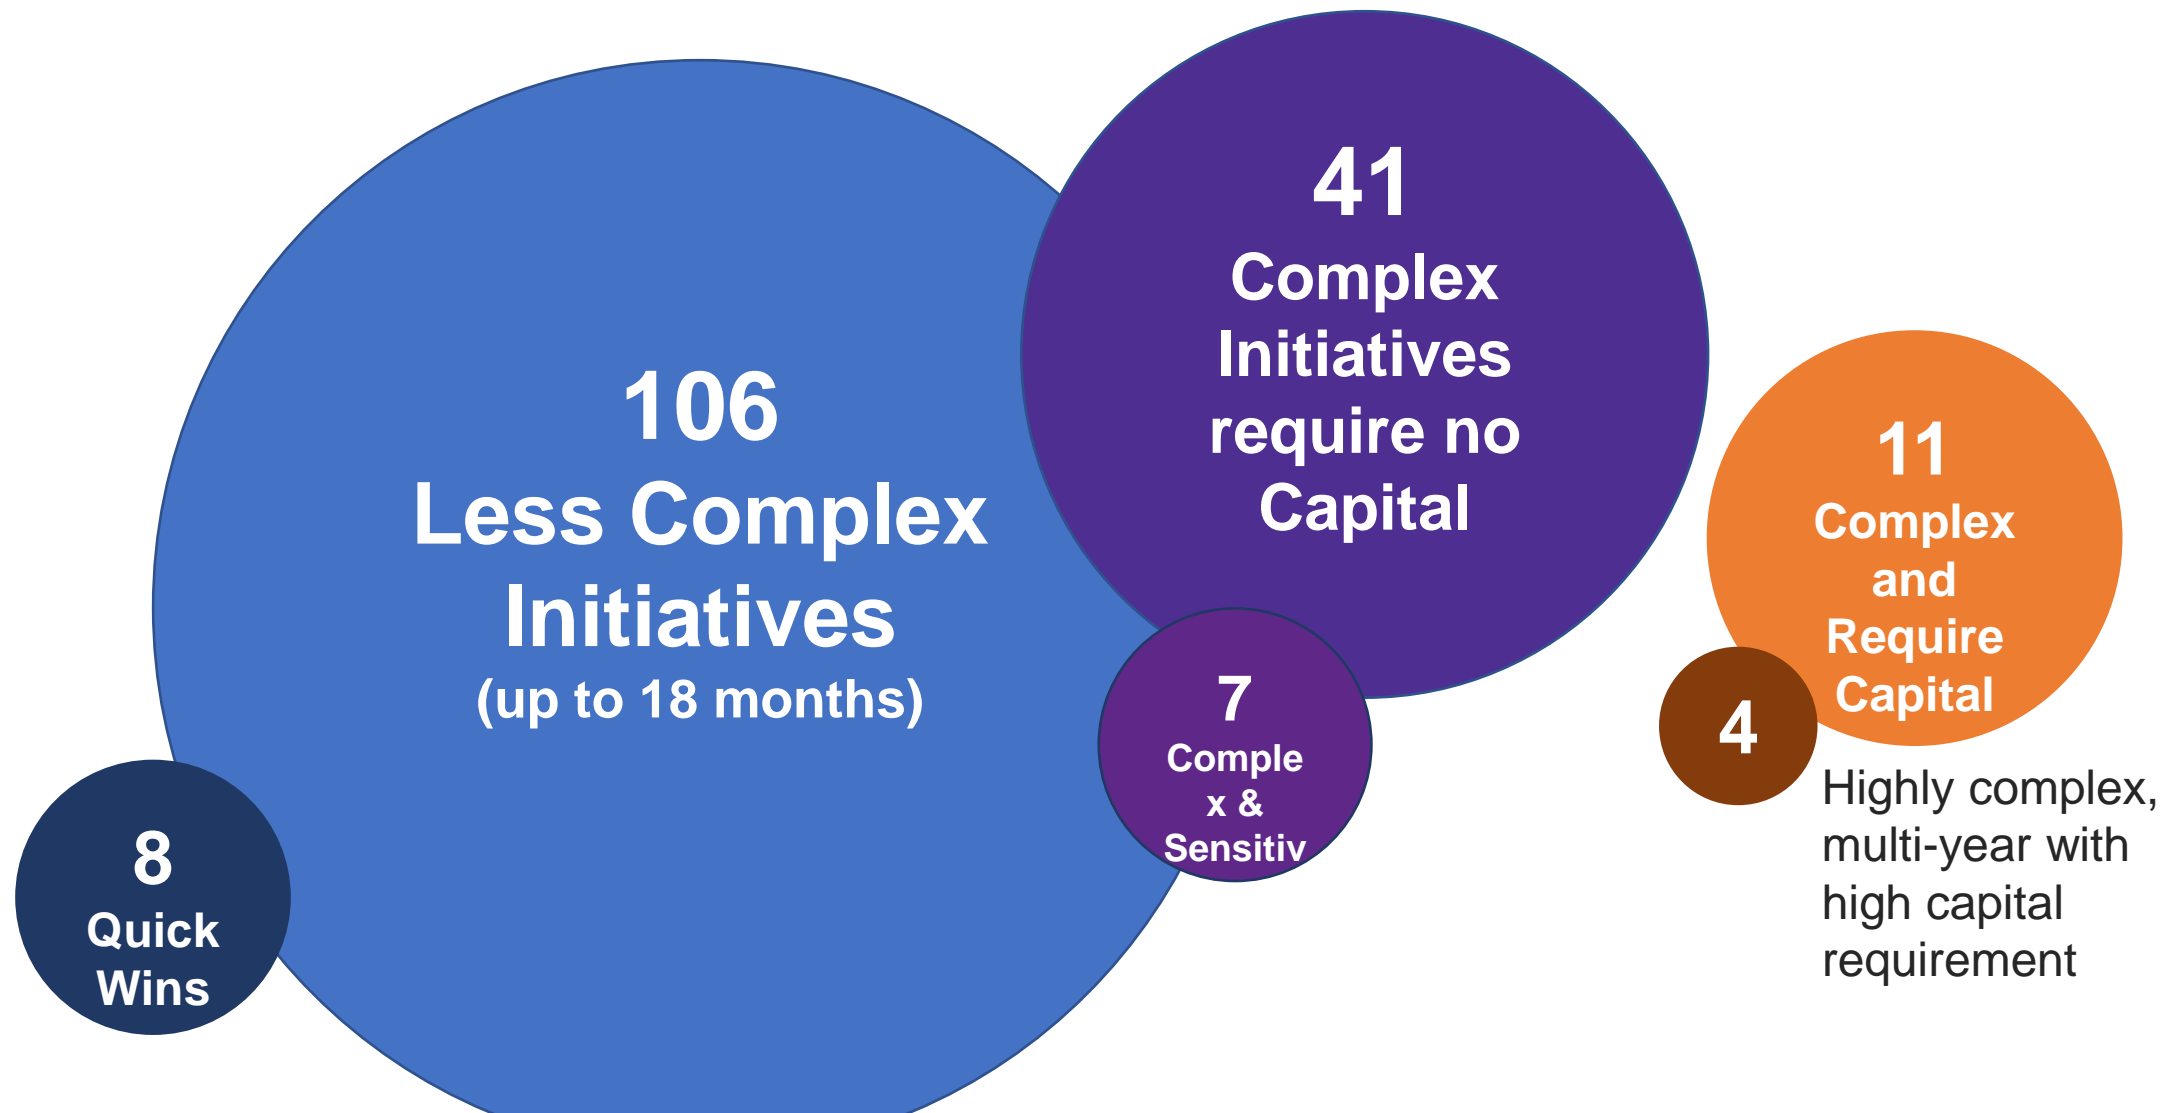 106
Less Complex
Initiatives
(up to 18 months)
8
Quick
Wins
41
Complex
Initiatives
require no
Capital
7
Comple
x &
Sensitiv
11
Complex
and
Require
Capital
4
Highly complex,
multi-year with
high capital
requirement